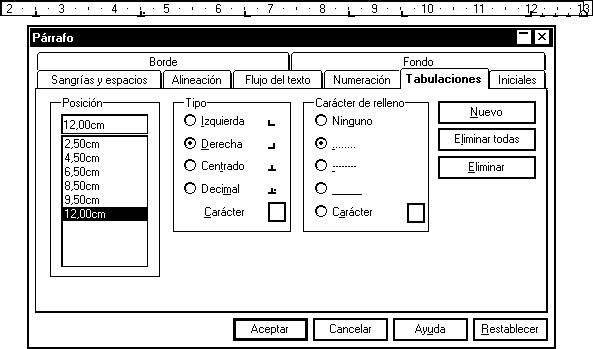 2 3 4 5 6 7 8 9 10 11 12 13
Párrafo
Borde Fondo
Sangrías y espacios Alineación Flujo del texto Numeración Tabulaciones Iniciales
Posición
12,00cm
2,50cm
4,50cm
6,50cm
8,50cm
9,50cm
12,00cm
Tipo
Izquierda
Derecha
Centrado
Decimal
Carácter
Carácter de relleno
Ninguno
........
--------
_____
Carácter
Nuevo
Eliminar todas
Eliminar
Aceptar Cancelar Ayuda Restablecer